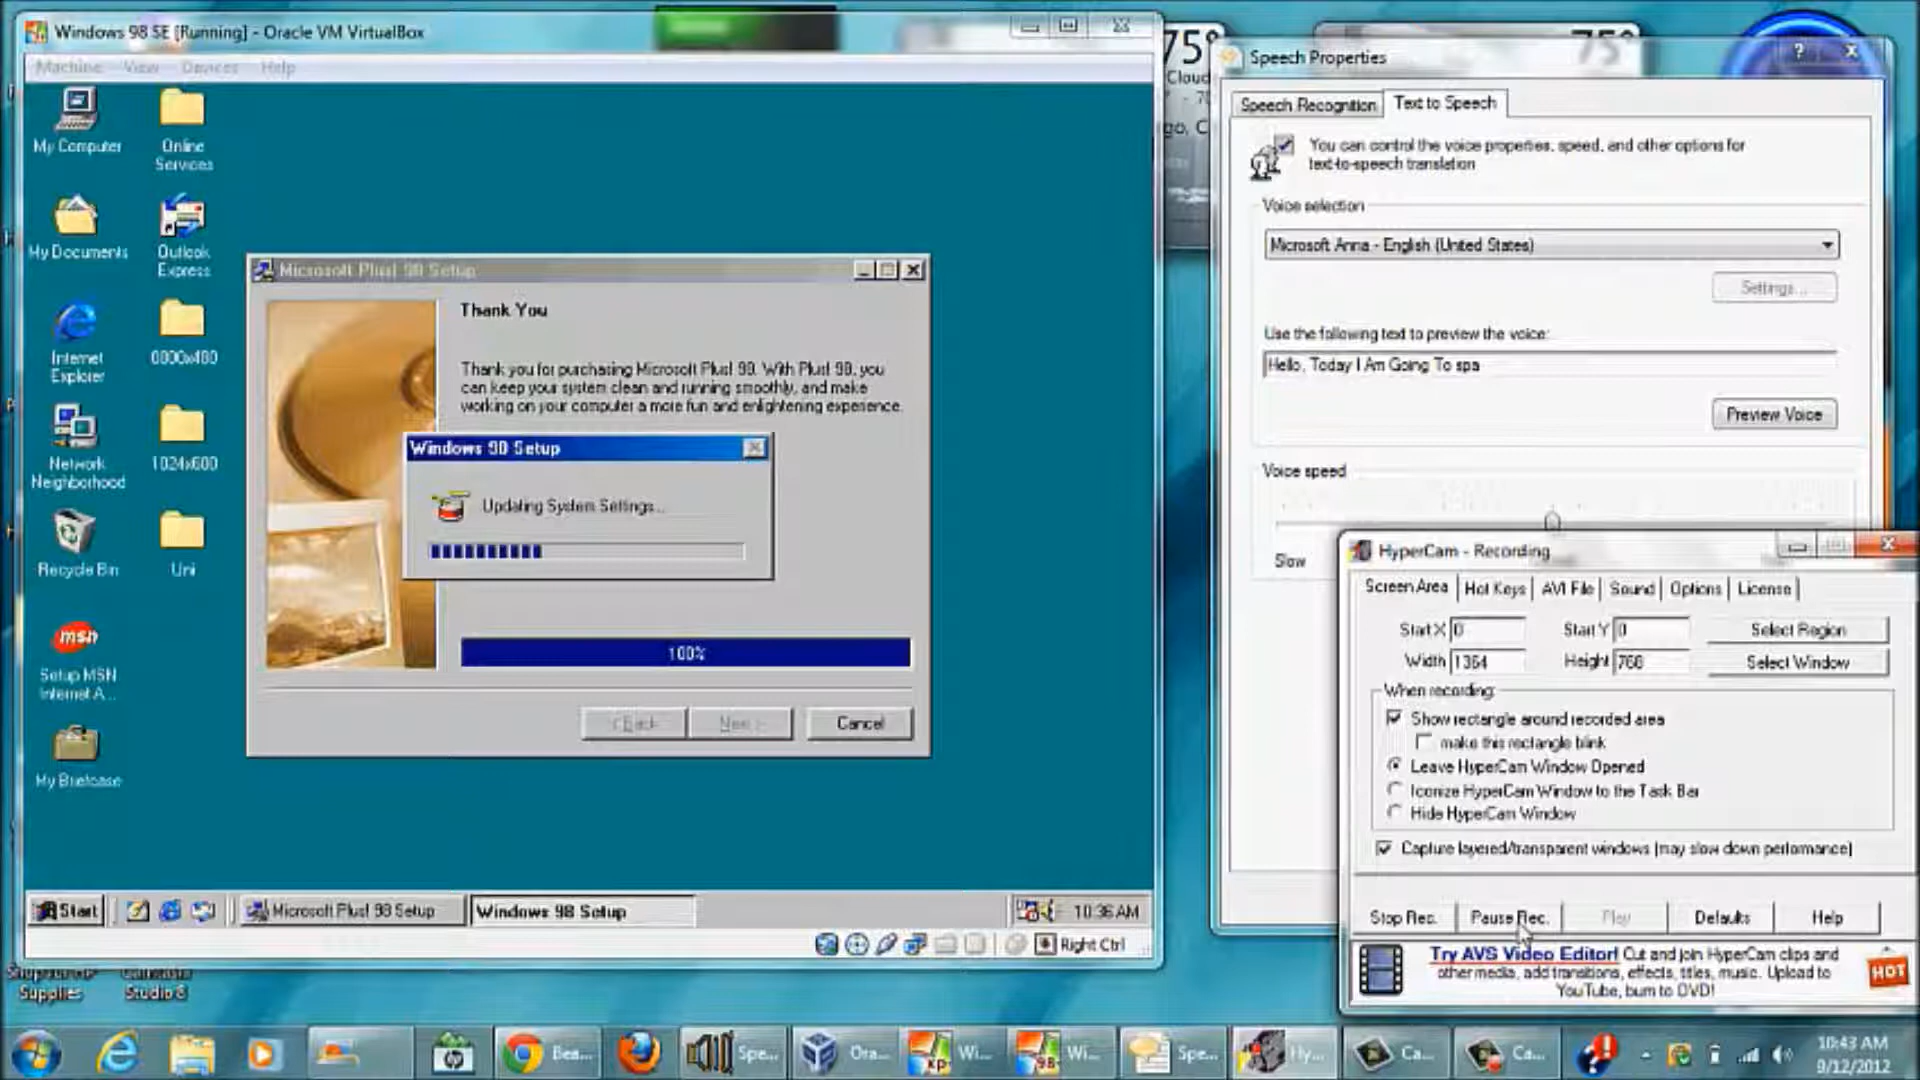 Windows 98 SE [Running] - Oracle VM VirtualBox
Machine View Devices Help
My Computer
Online Services
My Documents
Outlook Express
Internet Explorer
0800x480
Network Neighborhood
1024x600
Recycle Bin
Uni
msn
Setup MSN Internet A...
My Briefcase
Microsoft Plus! 98 Setup
Thank You
Thank you for purchasing Microsoft Plus! 98. With Plus! 98, you
can keep your system clean and running smoothly, and make
working on your computer a more fun and enlightening experience.
Windows 98 Setup
Updating System Settings...
100%
< Back
Next >
Cancel
Start
Microsoft Plus! 98 Setup
Windows 98 Setup
10:36 AM
Right Ctrl
75°
Cloud
75°
Speech Properties
Speech Recognition
Text to Speech
You can control the voice properties, speed, and other options for
text-to-speech translation
Voice selection
Microsoft Anna - English (United States)
Settings...
Use the following text to preview the voice:
Hello, Today I Am Going To spa
Preview Voice
Voice speed
Slow
HyperCam - Recording
Screen Area
Hot Keys
AVI File
Sound
Options
License
Start X 0
Start Y 0
Select Region
Width 1364
Height 768
Select Window
When recording:
Show rectangle around recorded area
make this rectangle blink
Leave HyperCam Window Opened
Iconize HyperCam Window to the Task Bar
Hide HyperCam Window
Capture layered/transparent windows (may slow down performance)
Stop Rec.
Pause Rec.
Play
Defaults
Help
Try AVS Video Editor! Cut and join HyperCam clips and
other media, add transitions, effects, titles, music. Upload to
YouTube, burn to DVD!
HOT
Supplies
Studio 8
Bea...
Spe...
Ora...
xp
Wi...
98
Wi...
Spe...
Hy...
Ca...
Ca...
10:43 AM
9/12/2012